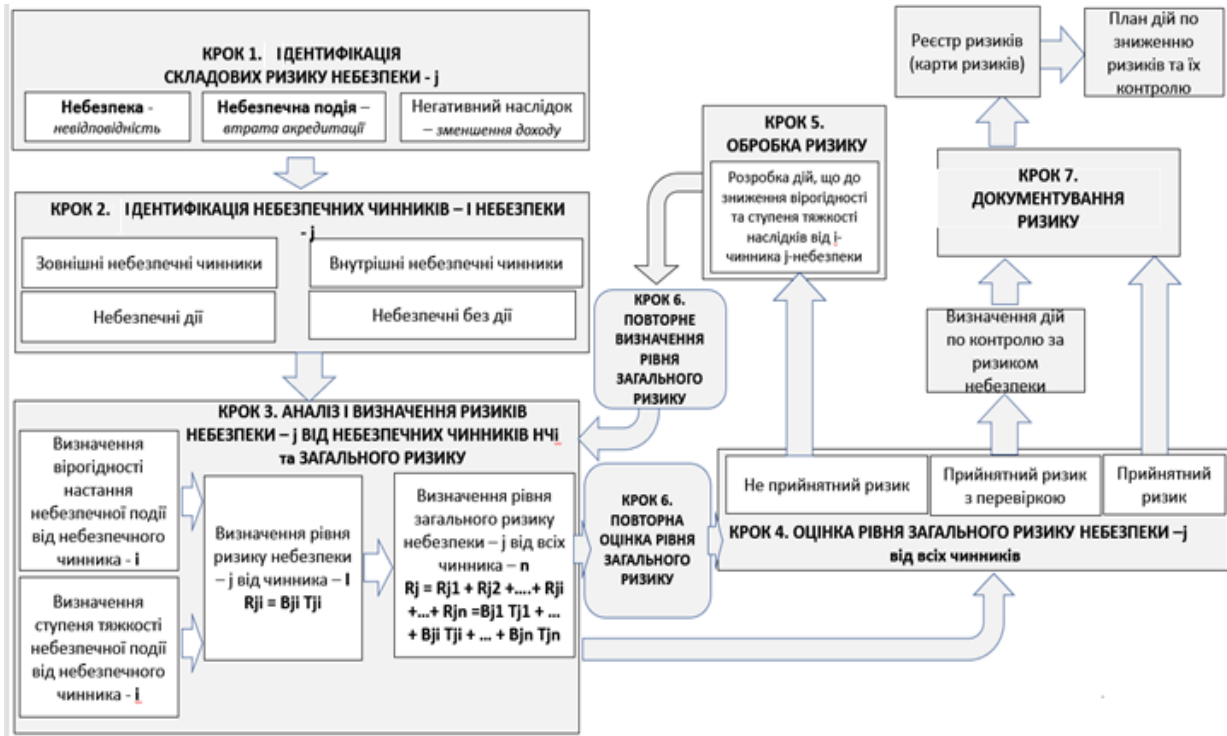 КРОК 1. ІДЕНТИФІКАЦІЯ
СКЛАДОВИХ РИЗИКУ НЕБЕЗПЕКИ - j
Небезпека -
невідповідність
Небезпечна подія –
втрата акредитації
Негативний наслідок
– зменшення доходу
КРОК 2. ІДЕНТИФІКАЦІЯ НЕБЕЗПЕЧНИХ ЧИННИКІВ – І НЕБЕЗПЕКИ
- j
Зовнішні небезпечні чинники
Внутрішні небезпечні чинники
Небезпечні дії
Небезпечні без дії
КРОК 3. АНАЛІЗ І ВИЗНАЧЕННЯ РИЗИКІВ
НЕБЕЗПЕКИ – j ВІД НЕБЕЗПЕЧНИХ ЧИННИКІВ НЧi
та ЗАГАЛЬНОГО РИЗИКУ
Визначення
вірогідності
настання
небезпечної події
від небезпечного
чинника - i
Визначення
ступеня тяжкості
небезпечної події
від небезпечного
чинника - i
Визначення рівня
ризику небезпеки
– j від чинника – I
Rji = Bji Tji
Визначення рівня
загального ризику
небезпеки – j від всіх
чинника – n
Rj = Rj1 + Rj2 +....+ Rji
+...+ Rjn =Bj1 Tj1 + ...
+ Bji Tji + ... + Bjn Tjn
КРОК 6.
ПОВТОРНА
ОЦІНКА РІВНЯ
ЗАГАЛЬНОГО
РИЗИКУ
КРОК 6.
ПОВТОРНЕ
ВИЗНАЧЕННЯ
РІВНЯ
ЗАГАЛЬНОГО
РИЗИКУ
КРОК 5.
ОБРОБКА РИЗИКУ
Розробка дій, що до
зниження вірогідності
та ступеня тяжкості
наслідків від і-
чинника j-небезпеки
Не прийнятний ризик
Прийнятний ризик
з перевіркою
Прийнятний
ризик
КРОК 4. ОЦІНКА РІВНЯ ЗАГАЛЬНОГО РИЗИКУ НЕБЕЗПЕКИ –j
від всіх чинників
Визначення дій
по контролю за
ризиком
небезпеки
КРОК 7.
ДОКУМЕНТУВАННЯ
РИЗИКУ
Реєстр ризиків
(карти ризиків)
План дій по
зниженню
ризиків та їх
контролю